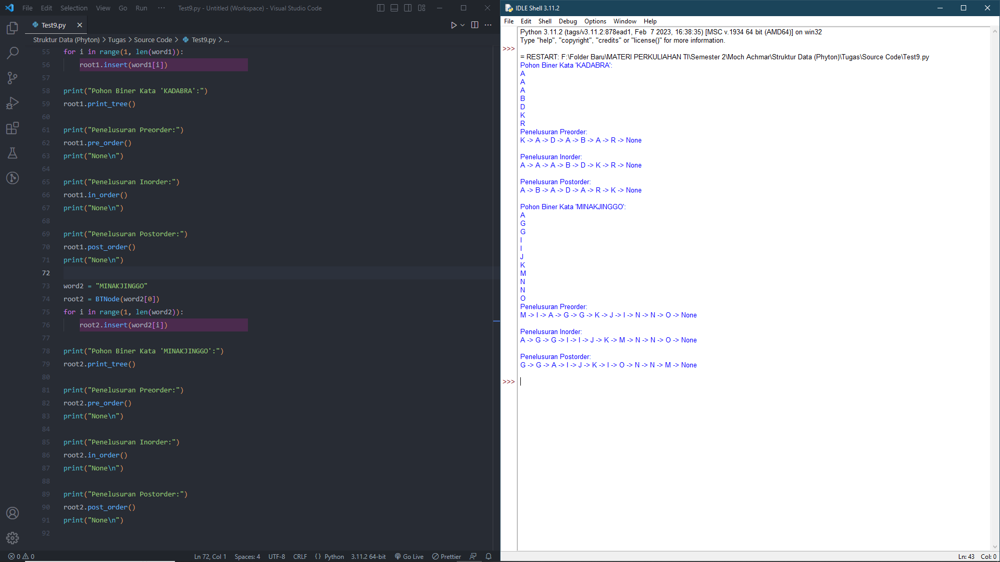 File Edit Selection View Go Run ··· Test9.py - Untitled (Workspace) - Visual Studio Code
Test9.py
Struktur Data (Phyton) > Tugas > Source Code > Test9.py > ...
55 for i in range(1, len(word1)):
56 root1.insert(word1[i])
57
58 print("Pohon Biner Kata 'KADABRA':")
59 root1.print_tree()
60
61 print("Penelusuran Preorder:")
62 root1.pre_order()
63 print("None\n")
64
65 print("Penelusuran Inorder:")
66 root1.in_order()
67 print("None\n")
68
69 print("Penelusuran Postorder:")
70 root1.post_order()
71 print("None\n")
72
73 word2 = "MINAKJINGGO"
74 root2 = BTNode(word2[0])
75 for i in range(1, len(word2)):
76 root2.insert(word2[i])
77
78 print("Pohon Biner Kata 'MINAKJINGGO':")
79 root2.print_tree()
80
81 print("Penelusuran Preorder:")
82 root2.pre_order()
83 print("None\n")
84
85 print("Penelusuran Inorder:")
86 root2.in_order()
87 print("None\n")
88
89 print("Penelusuran Postorder:")
90 root2.post_order()
91 print("None\n")
92
0 0 Ln 72, Col 1 Spaces: 4 UTF-8 CRLF {} Python 3.11.2 64-bit Go Live Prettier
IDLE Shell 3.11.2
File Edit Shell Debug Options Window Help
Python 3.11.2 (tags/v3.11.2:878ead1, Feb  7 2023, 16:38:35) [MSC v.1934 64 bit (AMD64)] on win32
Type "help", "copyright", "credits" or "license()" for more information.
>>>
= RESTART: F:\Folder Baru\MATERI PERKULIAHAN TI\Semester 2\Moch Achmar\Struktur Data (Phyton)\Tugas\Source Code\Test9.py
Pohon Biner Kata 'KADABRA':
A
A
A
B
D
K
R
Penelusuran Preorder:
K -> A -> D -> A -> B -> A -> R -> None
Penelusuran Inorder:
A -> A -> A -> B -> D -> K -> R -> None
Penelusuran Postorder:
A -> B -> A -> D -> A -> R -> K -> None
Pohon Biner Kata 'MINAKJINGGO':
A
G
G
I
I
J
K
M
N
N
O
Penelusuran Preorder:
M -> I -> A -> G -> G -> K -> J -> I -> N -> N -> O -> None
Penelusuran Inorder:
A -> G -> G -> I -> I -> J -> K -> M -> N -> N -> O -> None
Penelusuran Postorder:
G -> G -> A -> I -> J -> K -> I -> O -> N -> N -> M -> None
>>>
Ln: 43 Col: 0